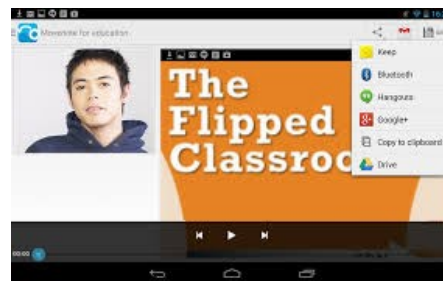 Movenote for education
The
Flipped
Classroo
Keep
Bluetooth
Hangouts
Google+
Copy to clipboard
Drive
00:00